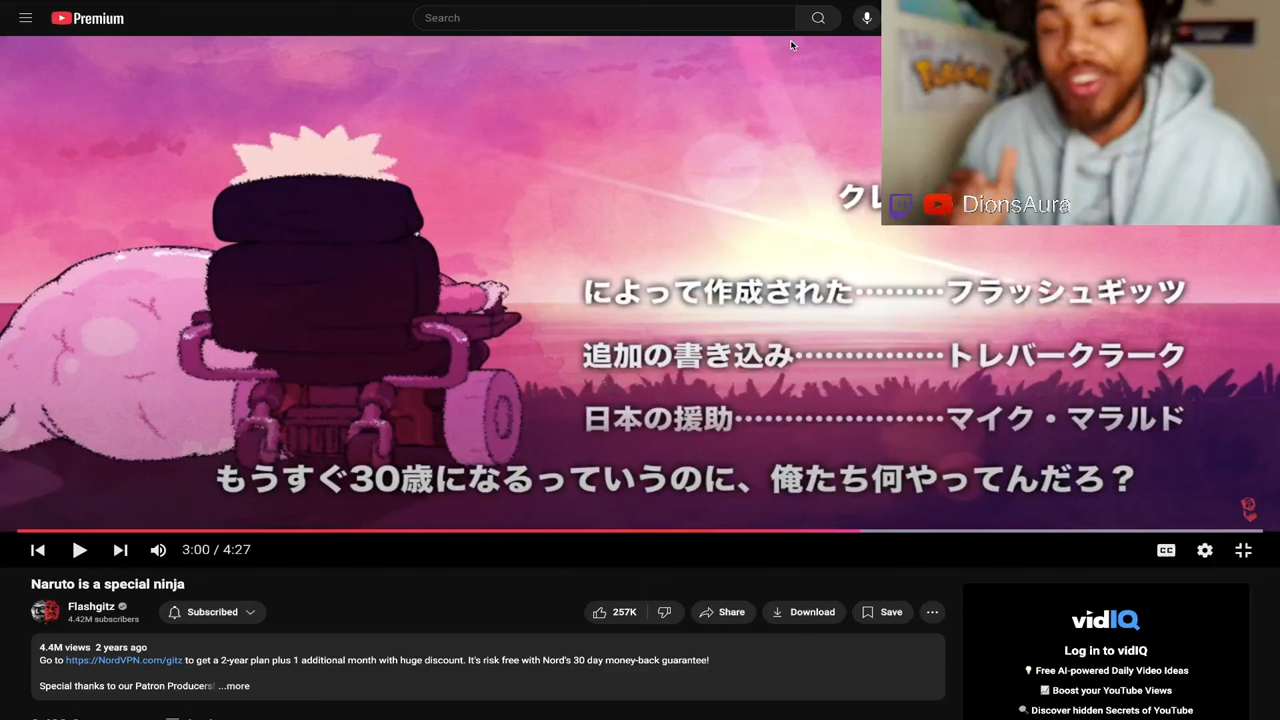 Premium
Search
Pokémon
DionsAura
クレ
によって作成された·········フラッシュギッツ
追加の書き込み··············トレバークラーク
日本の援助····················マイク・マラルド
もうすぐ30歳になるっていうのに、俺たち何やってんだろ？
3:00 / 4:27
CC
Naruto is a special ninja
Flashgitz
4.42M subscribers
Subscribed
257K
Share
Download
Save
4.4M views 2 years ago
Go to https://NordVPN.com/gitz to get a 2-year plan plus 1 additional month with huge discount. It's risk free with Nord's 30 day money-back guarantee!
Special thanks to our Patron Producers! ...more
vidIQ
Log in to vidIQ
Free AI-powered Daily Video Ideas
Boost your YouTube Views
Discover hidden Secrets of YouTube